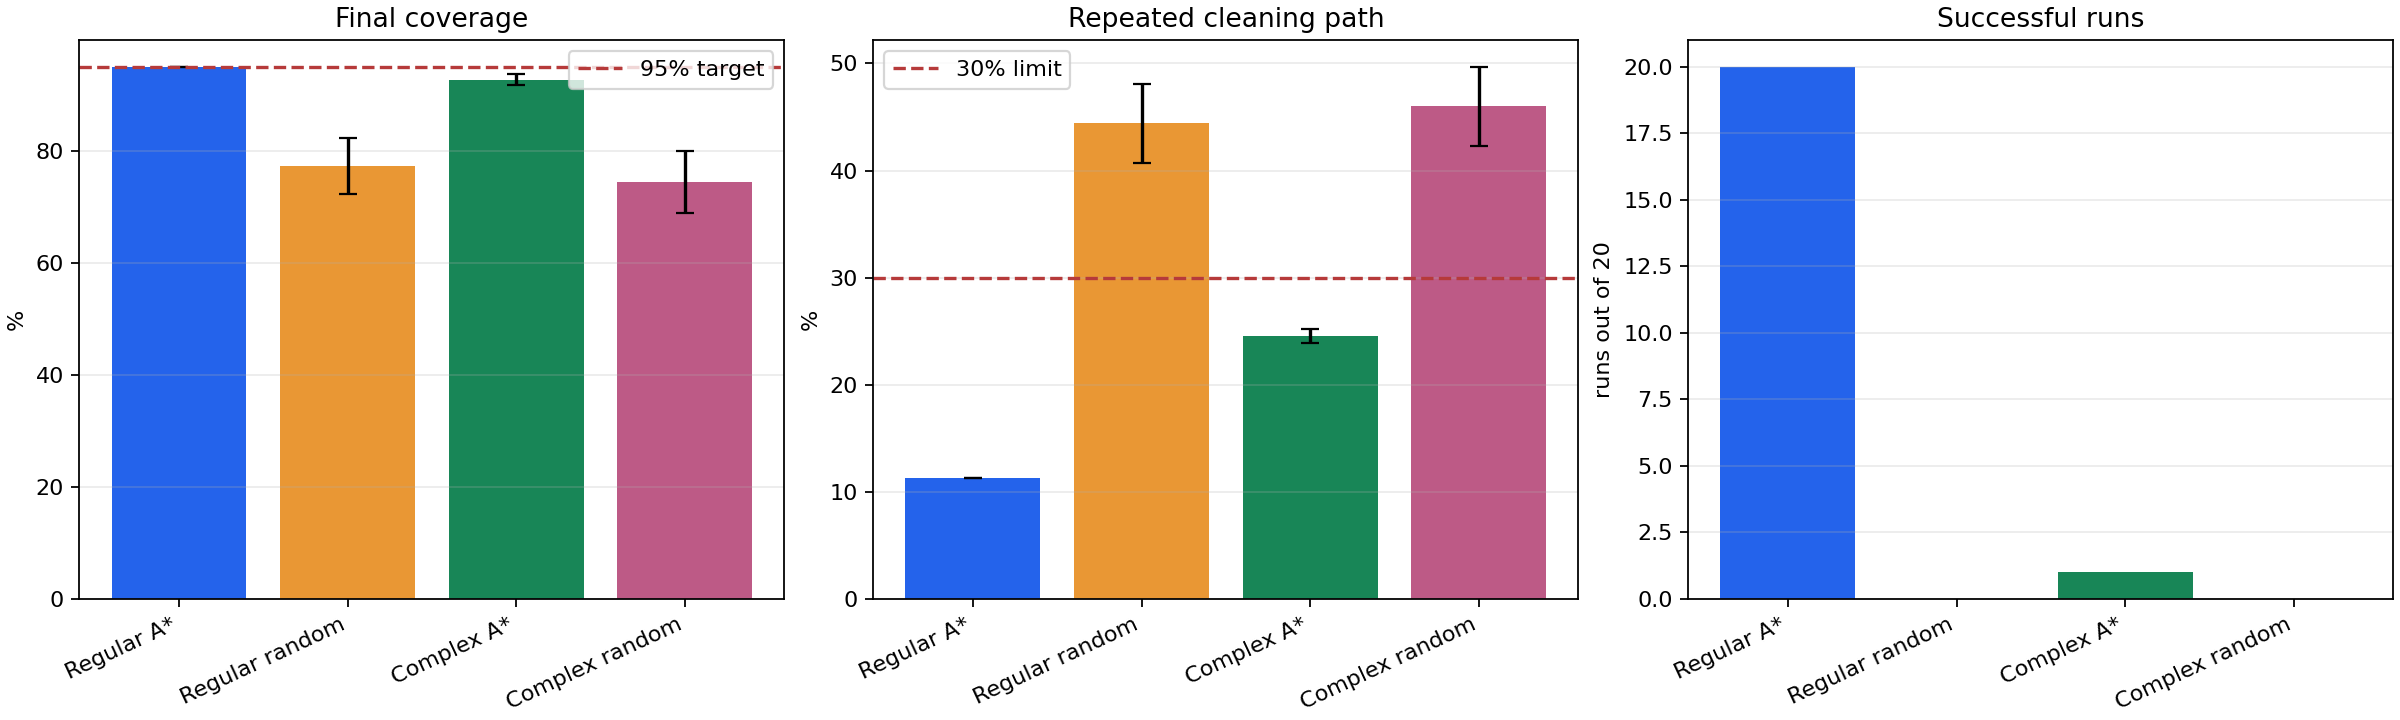 Final coverage
95% target
80
60
40
20
0
%
Regular A*
Regular random
Complex A*
Complex random
Repeated cleaning path
30% limit
50
40
30
20
10
0
%
Regular A*
Regular random
Complex A*
Complex random
Successful runs
20.0
17.5
15.0
12.5
10.0
7.5
5.0
2.5
0.0
runs out of 20
Regular A*
Regular random
Complex A*
Complex random